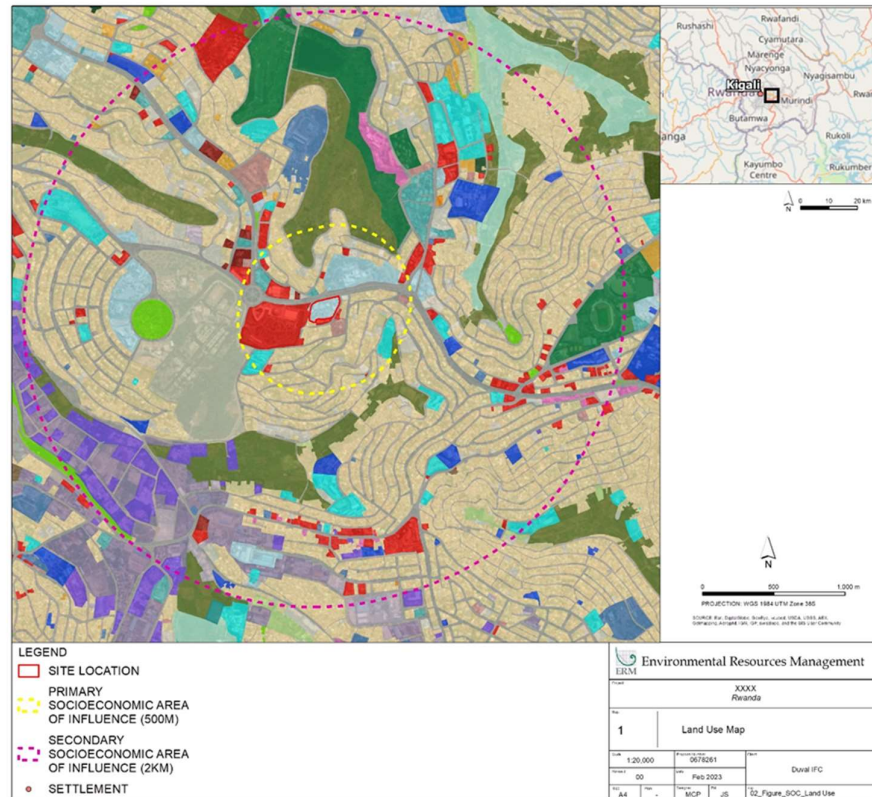 Rushashi
Rwafandi
Cyamutara
Marenge
Nyacyonga
Nyagisambu
Kigali
Rwanda
Murindi
Butamwa
anga
Rukoli
Kayumbo
Centre
Rukumber
N
0 10 20 km
N
0 500 1,000 m
PROJECTION: WGS 1984 UTM Zone 36S
LEGEND
SITE LOCATION
PRIMARY
SOCIOECONOMIC AREA
OF INFLUENCE (500M)
SECONDARY
SOCIOECONOMIC AREA
OF INFLUENCE (2KM)
SETTLEMENT
ERM
Environmental Resources Management
XXXX
Rwanda
1 Land Use Map
1:20,000 0678261
Duval IFC
00 Feb 2023
A4 - MCP JS 02_Figure_SOC_Land Use